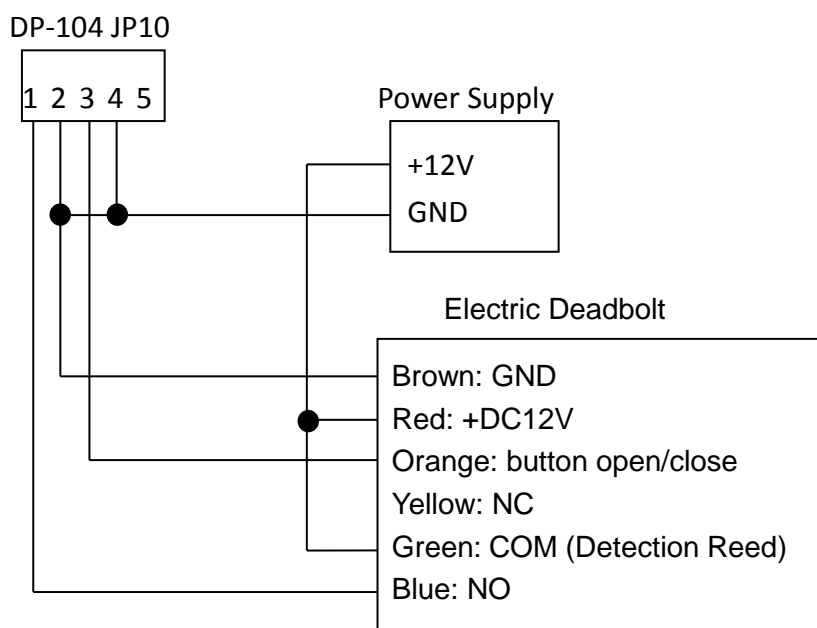 DP-104 JP10
1 2 3 4 5
Power Supply
+12V
GND
Electric Deadbolt
Brown: GND
Red: +DC12V
Orange: button open/close
Yellow: NC
Green: COM (Detection Reed)
Blue: NO